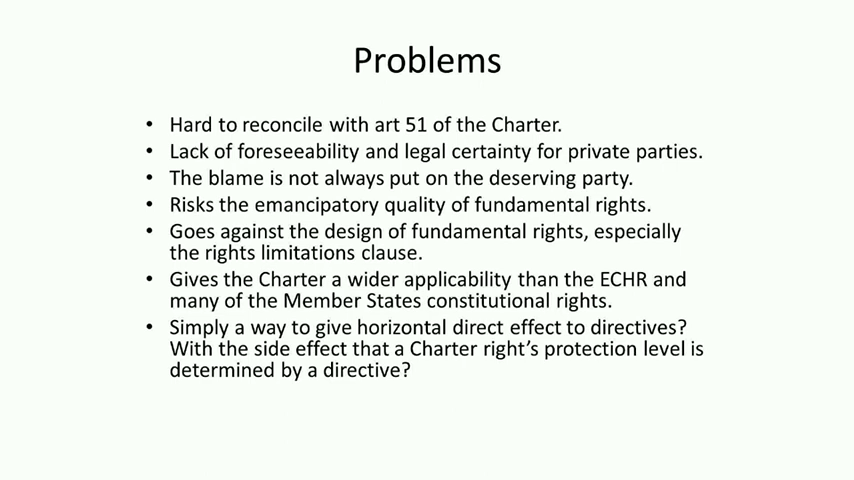 Problems
• Hard to reconcile with art 51 of the Charter.
• Lack of foreseeability and legal certainty for private parties.
• The blame is not always put on the deserving party.
• Risks the emancipatory quality of fundamental rights.
• Goes against the design of fundamental rights, especially
the rights limitations clause.
• Gives the Charter a wider applicability than the ECHR and
many of the Member States constitutional rights.
• Simply a way to give horizontal direct effect to directives?
With the side effect that a Charter right’s protection level is
determined by a directive?